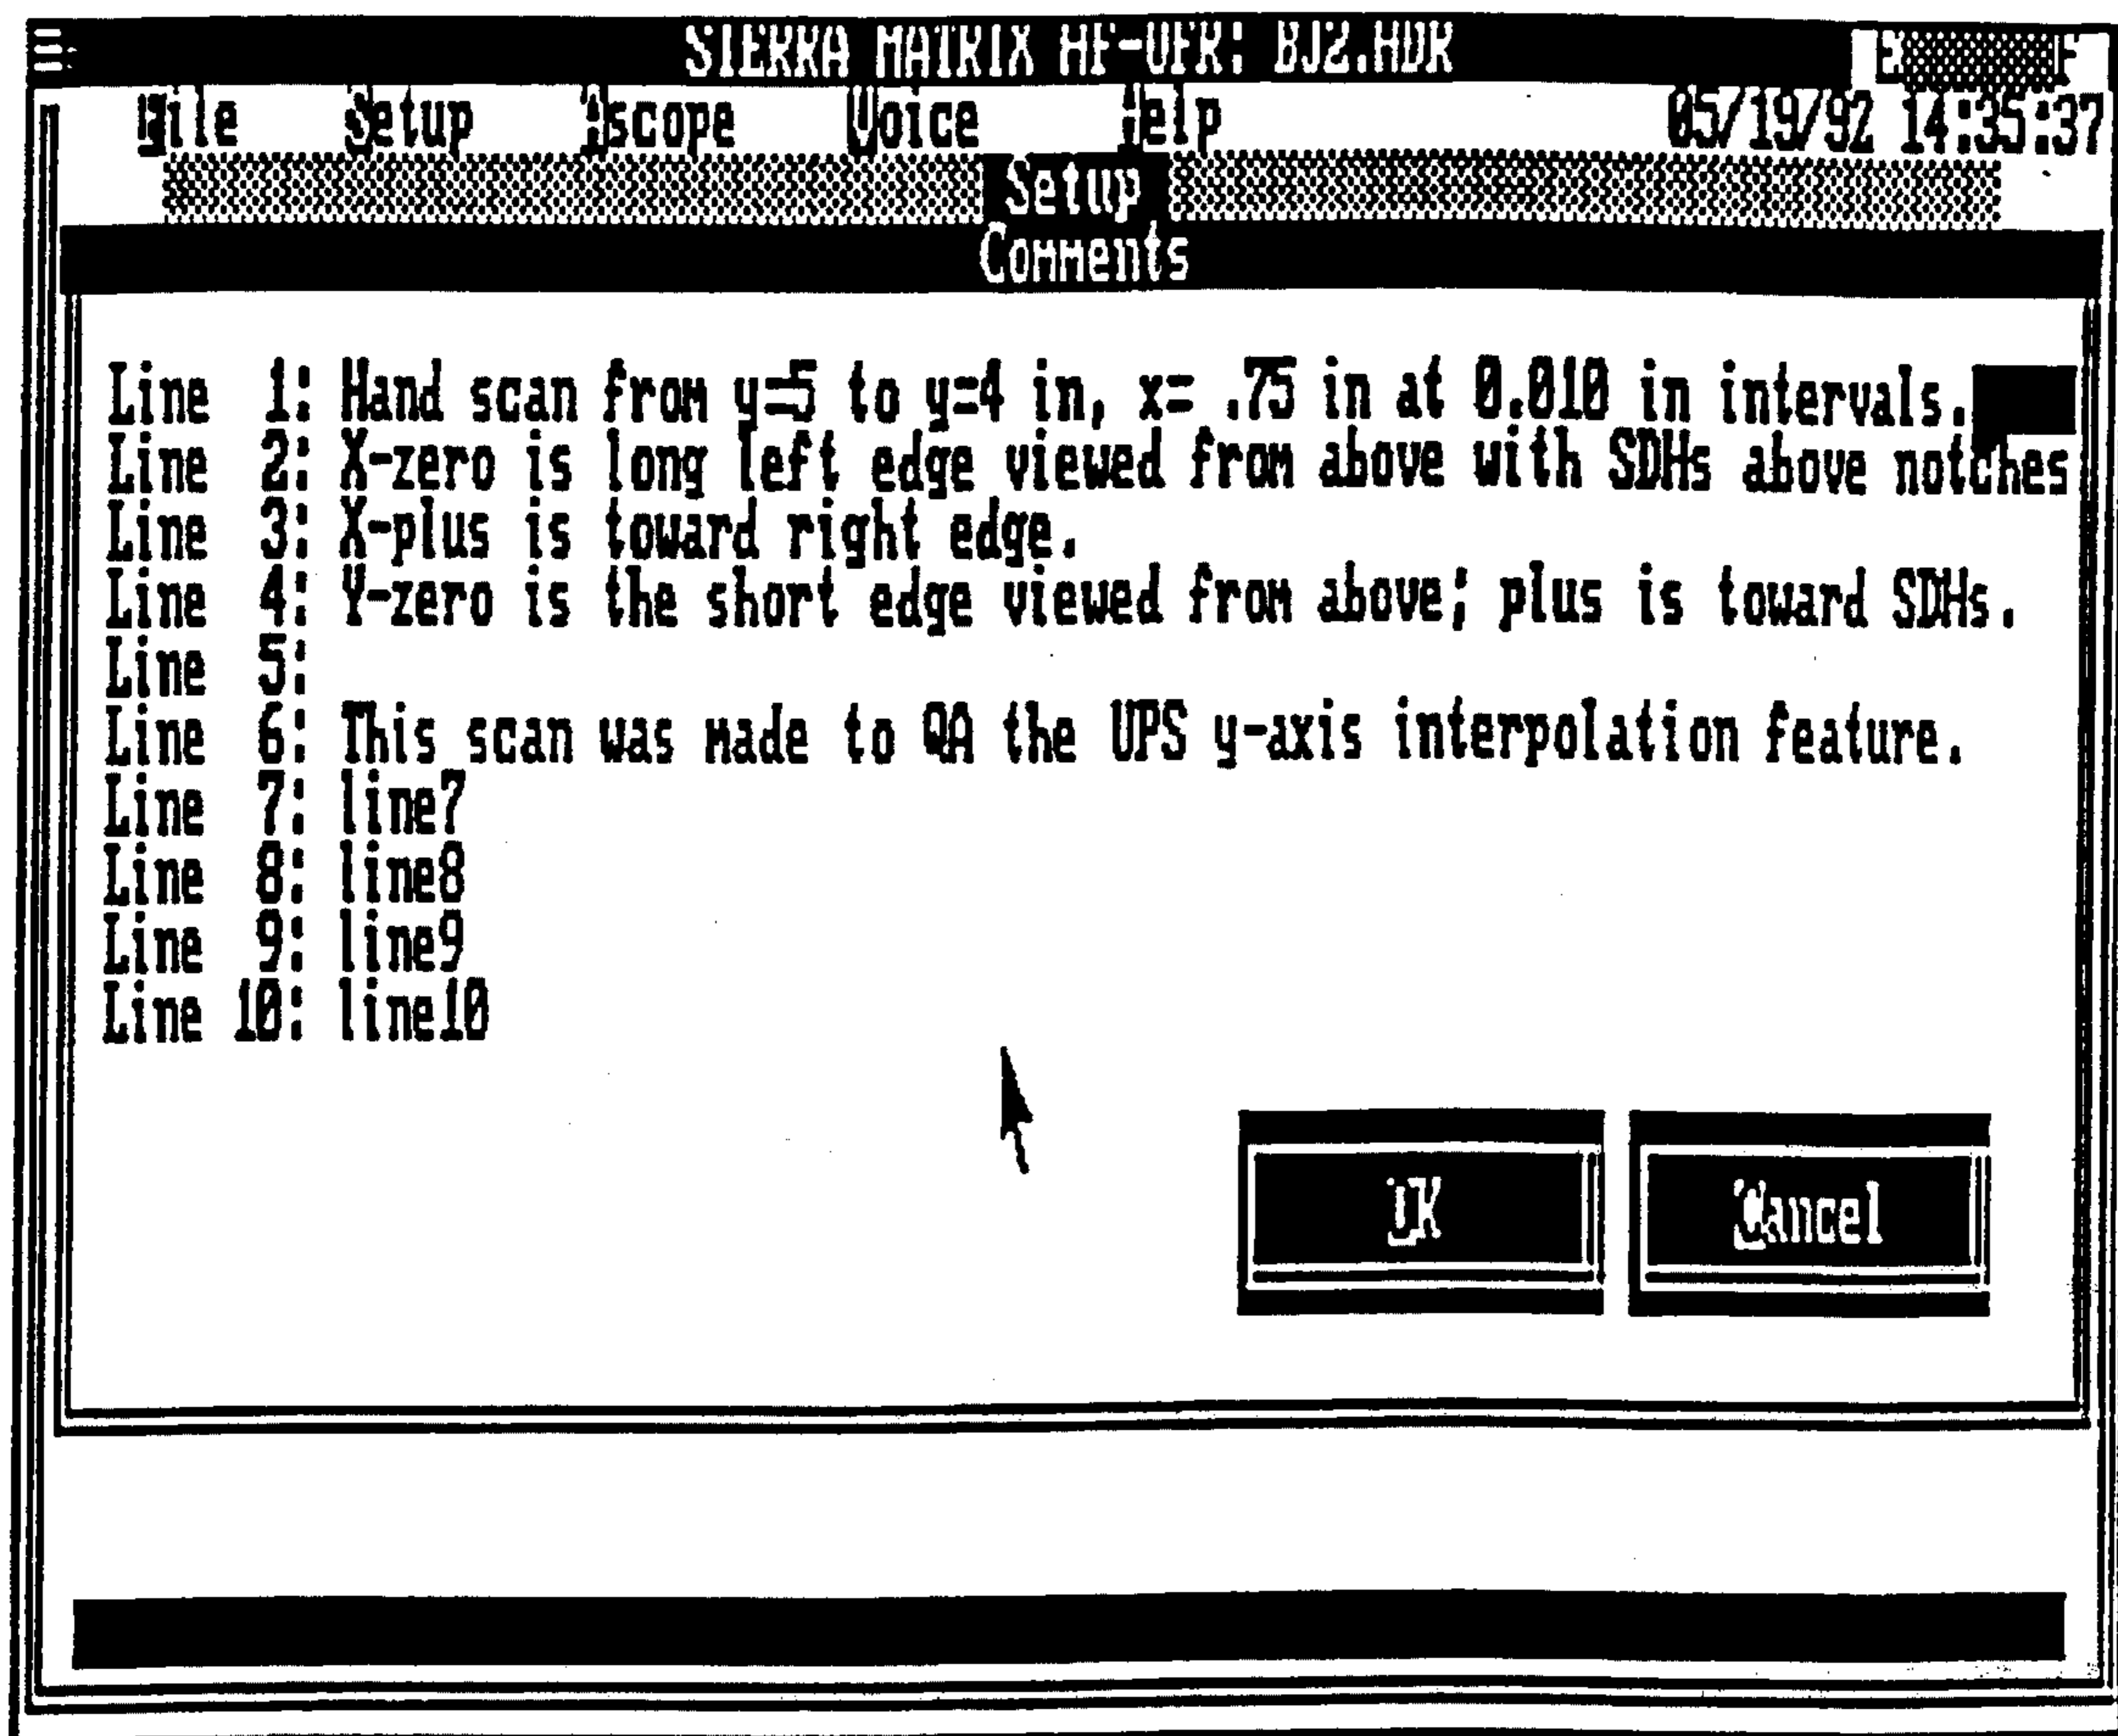 SIERRA MATRIX HF-UFR: BJ2.HDR
File Setup Ascope Voice Help 05/19/92 14:35:37
Setup
Comments
Line 1: Hand scan from y=5 to y=4 in, x= .75 in at 0.010 in intervals.
Line 2: X-zero is long left edge viewed from above with SDHs above notches
Line 3: X-plus is toward right edge.
Line 4: Y-zero is the short edge viewed from above; plus is toward SDHs.
Line 5:
Line 6: This scan was made to QA the UPS y-axis interpolation feature.
Line 7: line7
Line 8: line8
Line 9: line9
Line 10: line10
OK Cancel